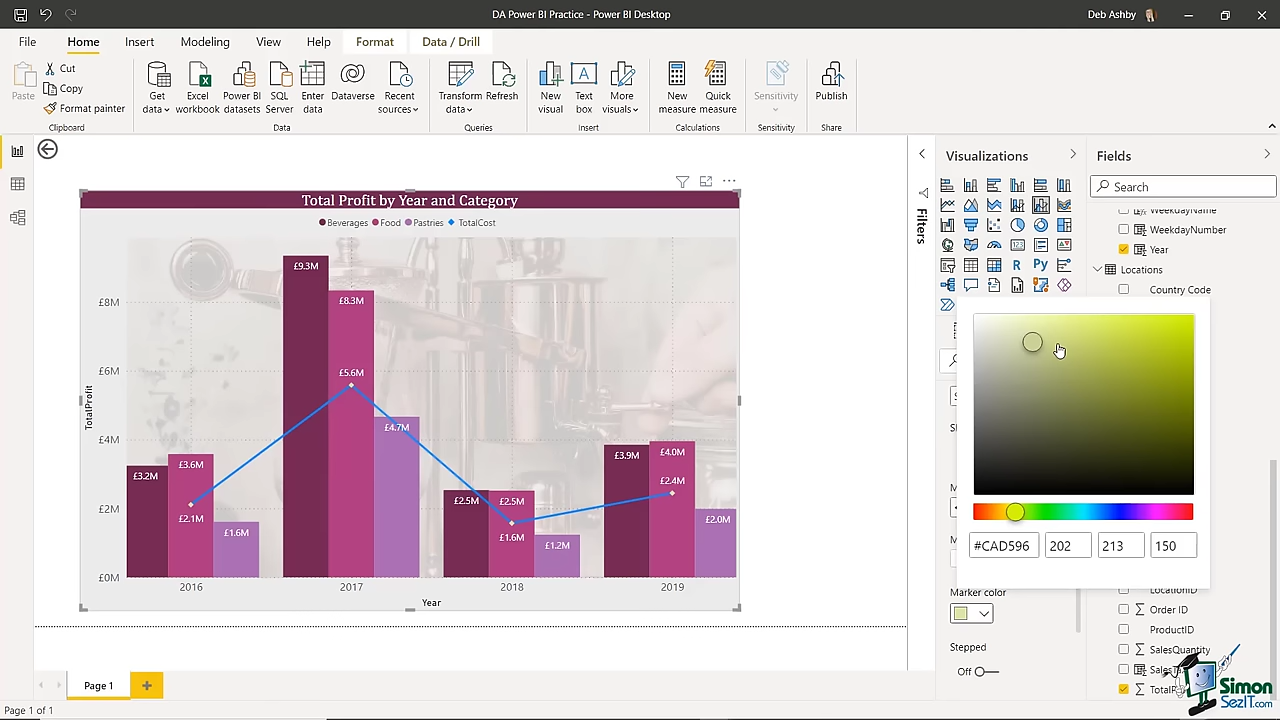 DA Power BI Practice - Power BI Desktop
Deb Ashby
File
Home
Insert
Modeling
View
Help
Format
Data / Drill
Paste
Cut
Copy
Format painter
Clipboard
Get data
Excel workbook
Power BI datasets
SQL Server
Enter data
Dataverse
Recent sources
Data
Transform data
Refresh
Queries
New visual
Text box
More visuals
Insert
New measure
Quick measure
Calculations
Sensitivity
Sensitivity
Publish
Share
Total Profit by Year and Category
Beverages
Food
Pastries
TotalCost
£8M
£6M
£4M
£2M
£0M
TotalProfit
£9.3M
£8.3M
£5.6M
£4.7M
£3.2M
£3.6M
£2.1M
£1.6M
£2.5M
£2.5M
£1.6M
£1.2M
£3.9M
£4.0M
£2.4M
£2.0M
2016
2017
2018
2019
Year
Filters
Visualizations
R
Py
#CAD596
202
213
150
Marker color
Stepped
Off
Fields
Search
WeekdayName
WeekdayNumber
Year
Locations
Country Code
LocationID
Order ID
ProductID
SalesQuantity
Simon
SezIT.com
Page 1
Page 1 of 1